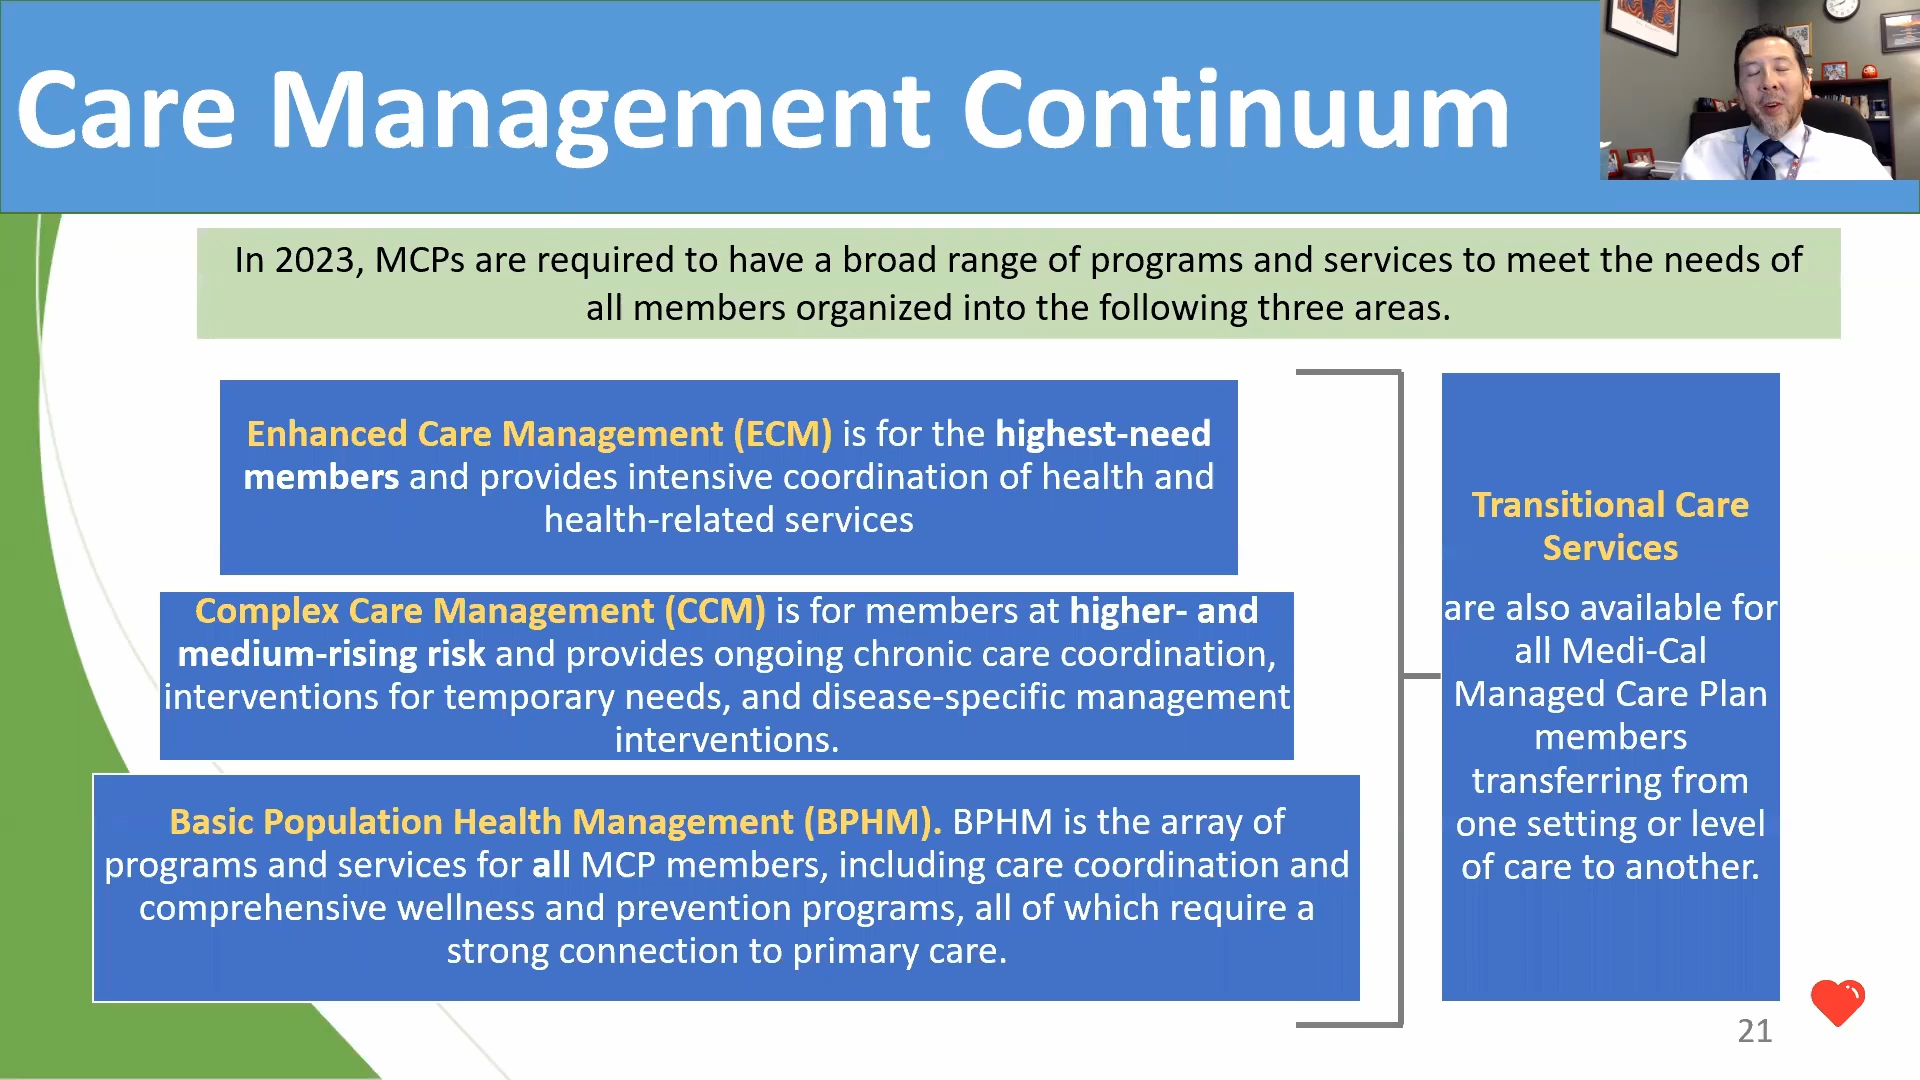 Care Management Continuum
In 2023, MCPs are required to have a broad range of programs and services to meet the needs of
all members organized into the following three areas.
Enhanced Care Management (ECM) is for the highest-need
members and provides intensive coordination of health and
health-related services
Complex Care Management (CCM) is for members at higher- and
medium-rising risk and provides ongoing chronic care coordination,
interventions for temporary needs, and disease-specific management
interventions.
Basic Population Health Management (BPHM). BPHM is the array of
programs and services for all MCP members, including care coordination and
comprehensive wellness and prevention programs, all of which require a
strong connection to primary care.
Transitional Care
Services
are also available for
all Medi-Cal
Managed Care Plan
members
transferring from
one setting or level
of care to another.
21